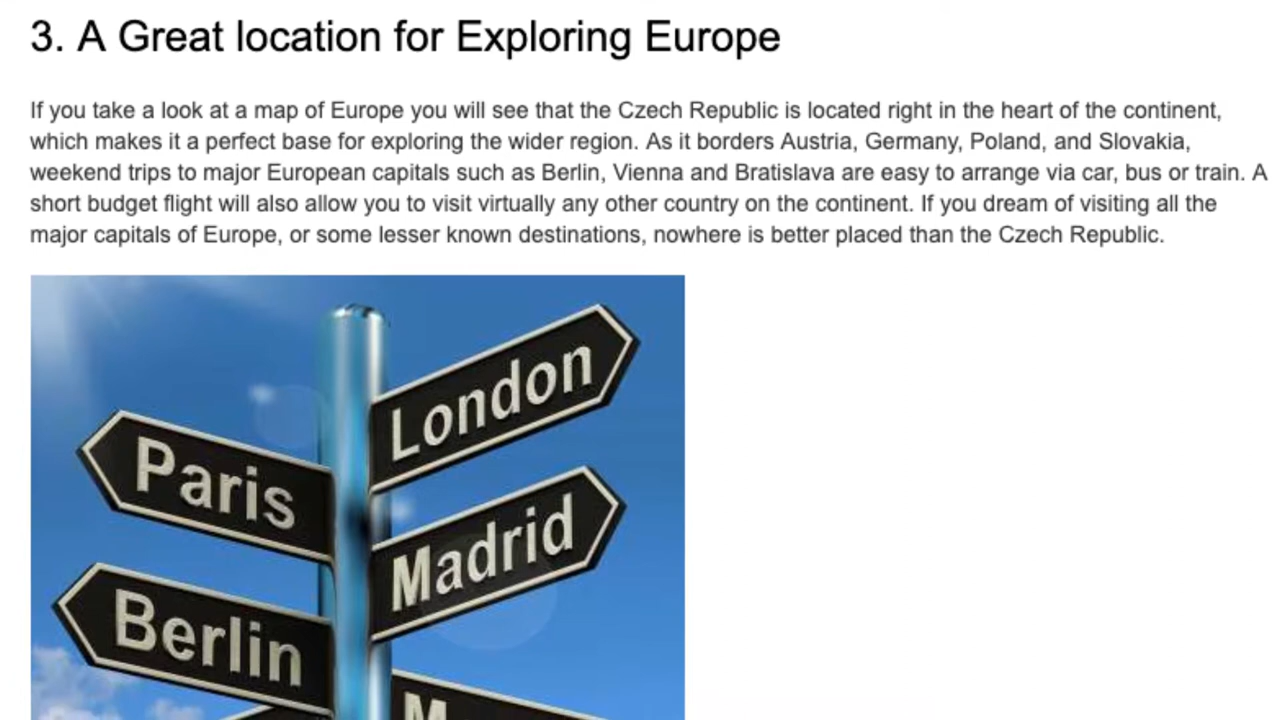 3. A Great location for Exploring Europe
If you take a look at a map of Europe you will see that the Czech Republic is located right in the heart of the continent,
which makes it a perfect base for exploring the wider region. As it borders Austria, Germany, Poland, and Slovakia,
weekend trips to major European capitals such as Berlin, Vienna and Bratislava are easy to arrange via car, bus or train. A
short budget flight will also allow you to visit virtually any other country on the continent. If you dream of visiting all the
major capitals of Europe, or some lesser known destinations, nowhere is better placed than the Czech Republic.
London
Paris
Madrid
Berlin